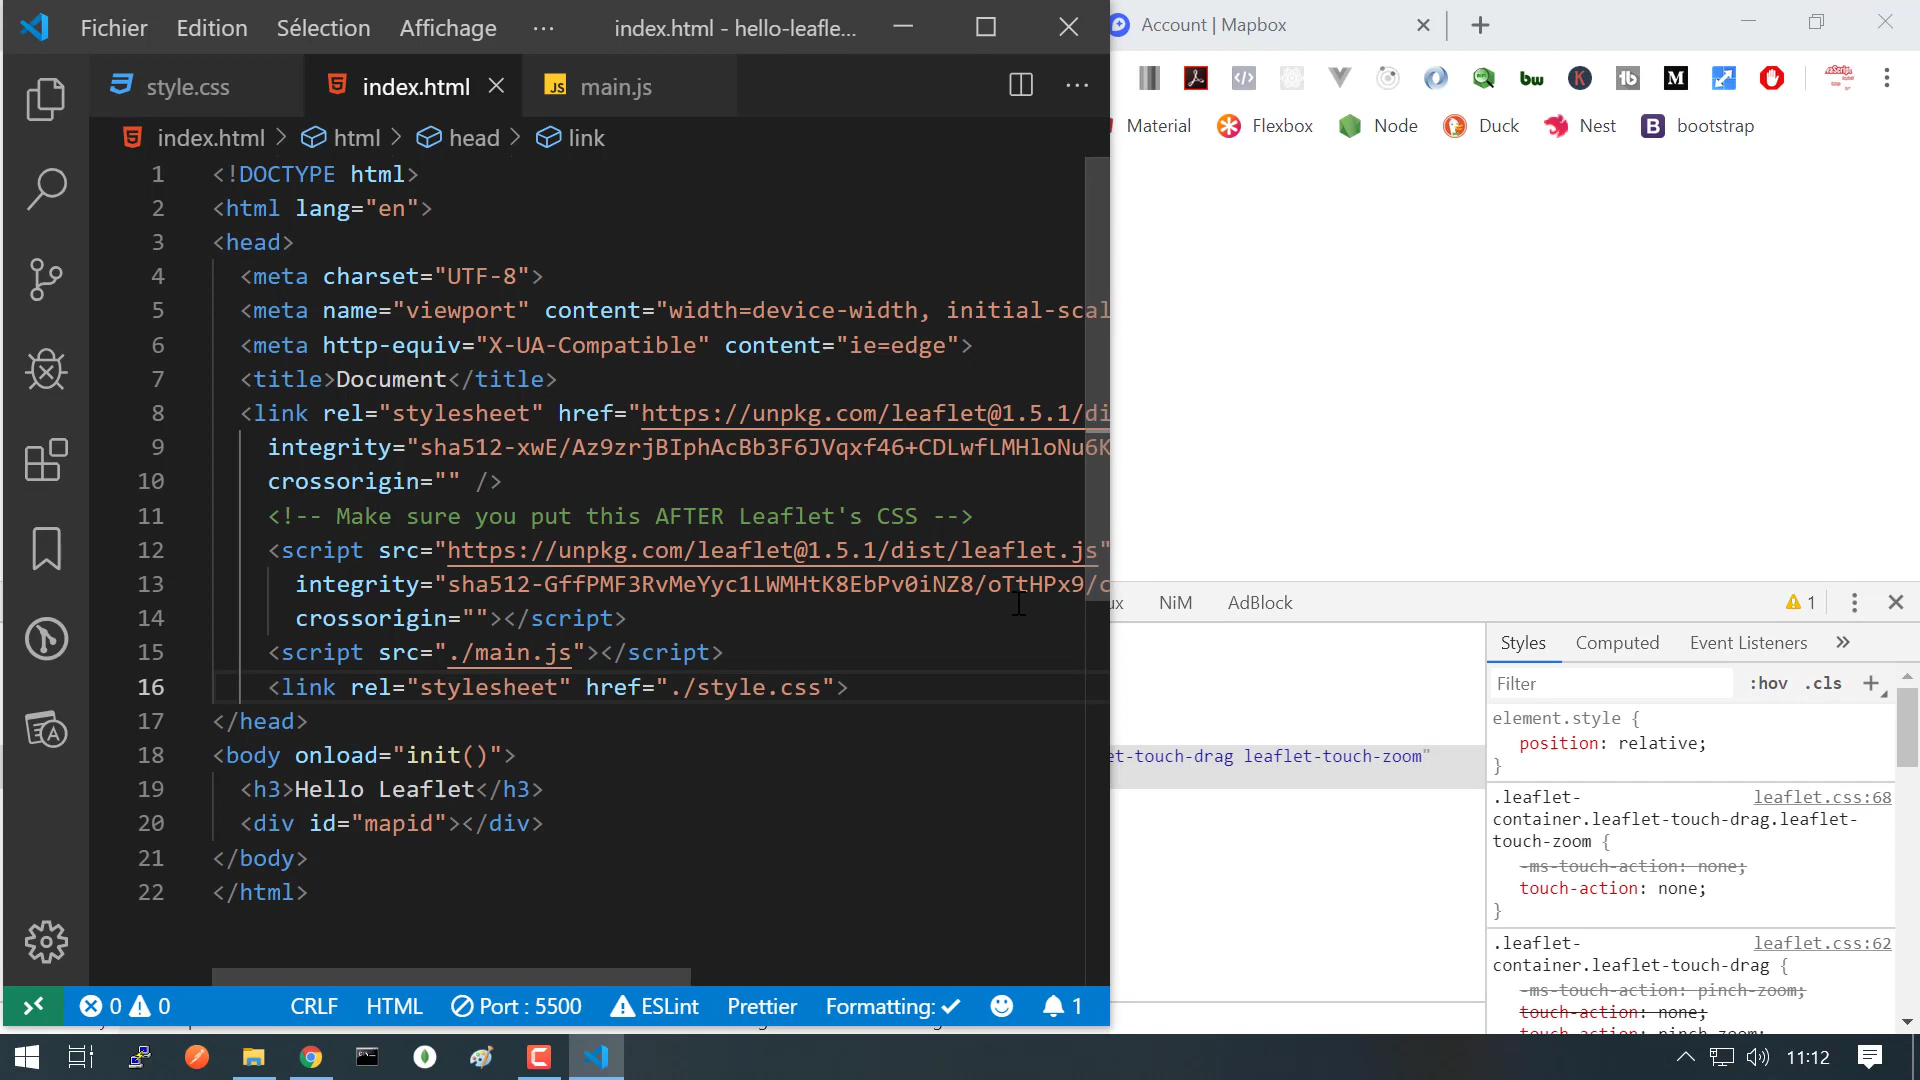 Fichier Edition Sélection Affichage ··· index.html - hello-leafle...
style.css index.html main.js
index.html > html > head > link
1 <!DOCTYPE html>
2 <html lang="en">
3 <head>
4 <meta charset="UTF-8">
5 <meta name="viewport" content="width=device-width, initial-scal
6 <meta http-equiv="X-UA-Compatible" content="ie=edge">
7 <title>Document</title>
8 <link rel="stylesheet" href="https://unpkg.com/leaflet@1.5.1/di
9 integrity="sha512-xwE/Az9zrjBIphAcBb3F6JVqxf46+CDLwfLMHloNu6K
10 crossorigin="" />
11 <!-- Make sure you put this AFTER Leaflet's CSS -->
12 <script src="https://unpkg.com/leaflet@1.5.1/dist/leaflet.js"
13 integrity="sha512-GffPMF3RvMeYyc1LWMHtK8EbPv0iNZ8/oTtHPx9/c
14 crossorigin=""></script>
15 <script src="./main.js"></script>
16 <link rel="stylesheet" href="./style.css">
17 </head>
18 <body onload="init()">
19 <h3>Hello Leaflet</h3>
20 <div id="mapid"></div>
21 </body>
22 </html>
0 0 CRLF HTML Port : 5500 ESLint Prettier Formatting: 1
Account | Mapbox
Material Flexbox Node Duck Nest bootstrap
NiM AdBlock 1
Styles Computed Event Listeners
Filter :hov .cls
element.style {
position: relative;
}
.leaflet- leaflet.css:68
container.leaflet-touch-drag.leaflet-
touch-zoom {
-ms-touch-action: none;
touch-action: none;
}
.leaflet- leaflet.css:62
container.leaflet-touch-drag {
-ms-touch-action: pinch-zoom;
touch-action: none;
touch-action: pinch-zoom;
et-touch-drag leaflet-touch-zoom"
11:12